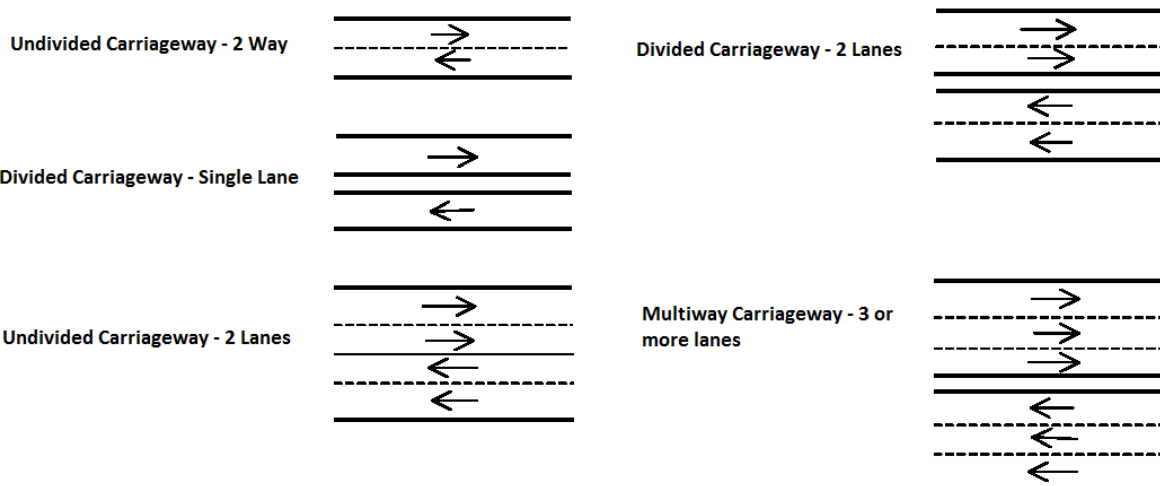 Undivided Carriageway - 2 Way
Divided Carriageway - 2 Lanes
Divided Carriageway - Single Lane
Undivided Carriageway - 2 Lanes
Multiway Carriageway - 3 or
more lanes